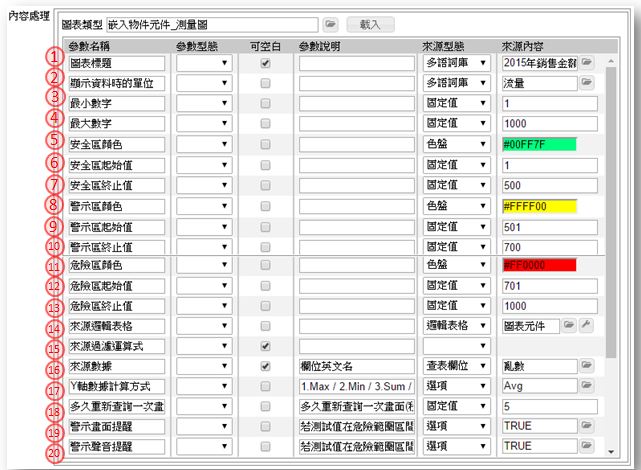 內容處理
圖表類型 嵌入物件元件_測量圖 載入
參數名稱 參數型態 可空白 參數說明 來源型態 來源內容
1 圖表標題 多語詞庫 2015年銷售金額
2 顯示資料時的單位 多語詞庫 流量
3 最小數字 固定值 1
4 最大數字 固定值 1000
5 安全區顏色 色盤 #00FF7F
6 安全區起始值 固定值 1
7 安全區終止值 固定值 500
8 警示區顏色 色盤 #FFFF00
9 警示區起始值 固定值 501
10 警示區終止值 固定值 700
11 危險區顏色 色盤 #FF0000
12 危險區起始值 固定值 701
13 危險區終止值 固定值 1000
14 來源邏輯表格 邏輯表格 圖表元件
15 來源過濾運算式
16 來源數據 欄位英文名 查表欄位 亂數
17 Y軸數據計算方式 1.Max / 2.Min / 3.Sum / 選項 Avg
18 多久重新查詢一次畫 多久重新查詢一次畫面(秒 固定值 5
19 警示畫面提醒 若測試值在危險範圍區間 選項 TRUE
20 警示聲音提醒 若測試值在危險範圍區間 選項 TRUE